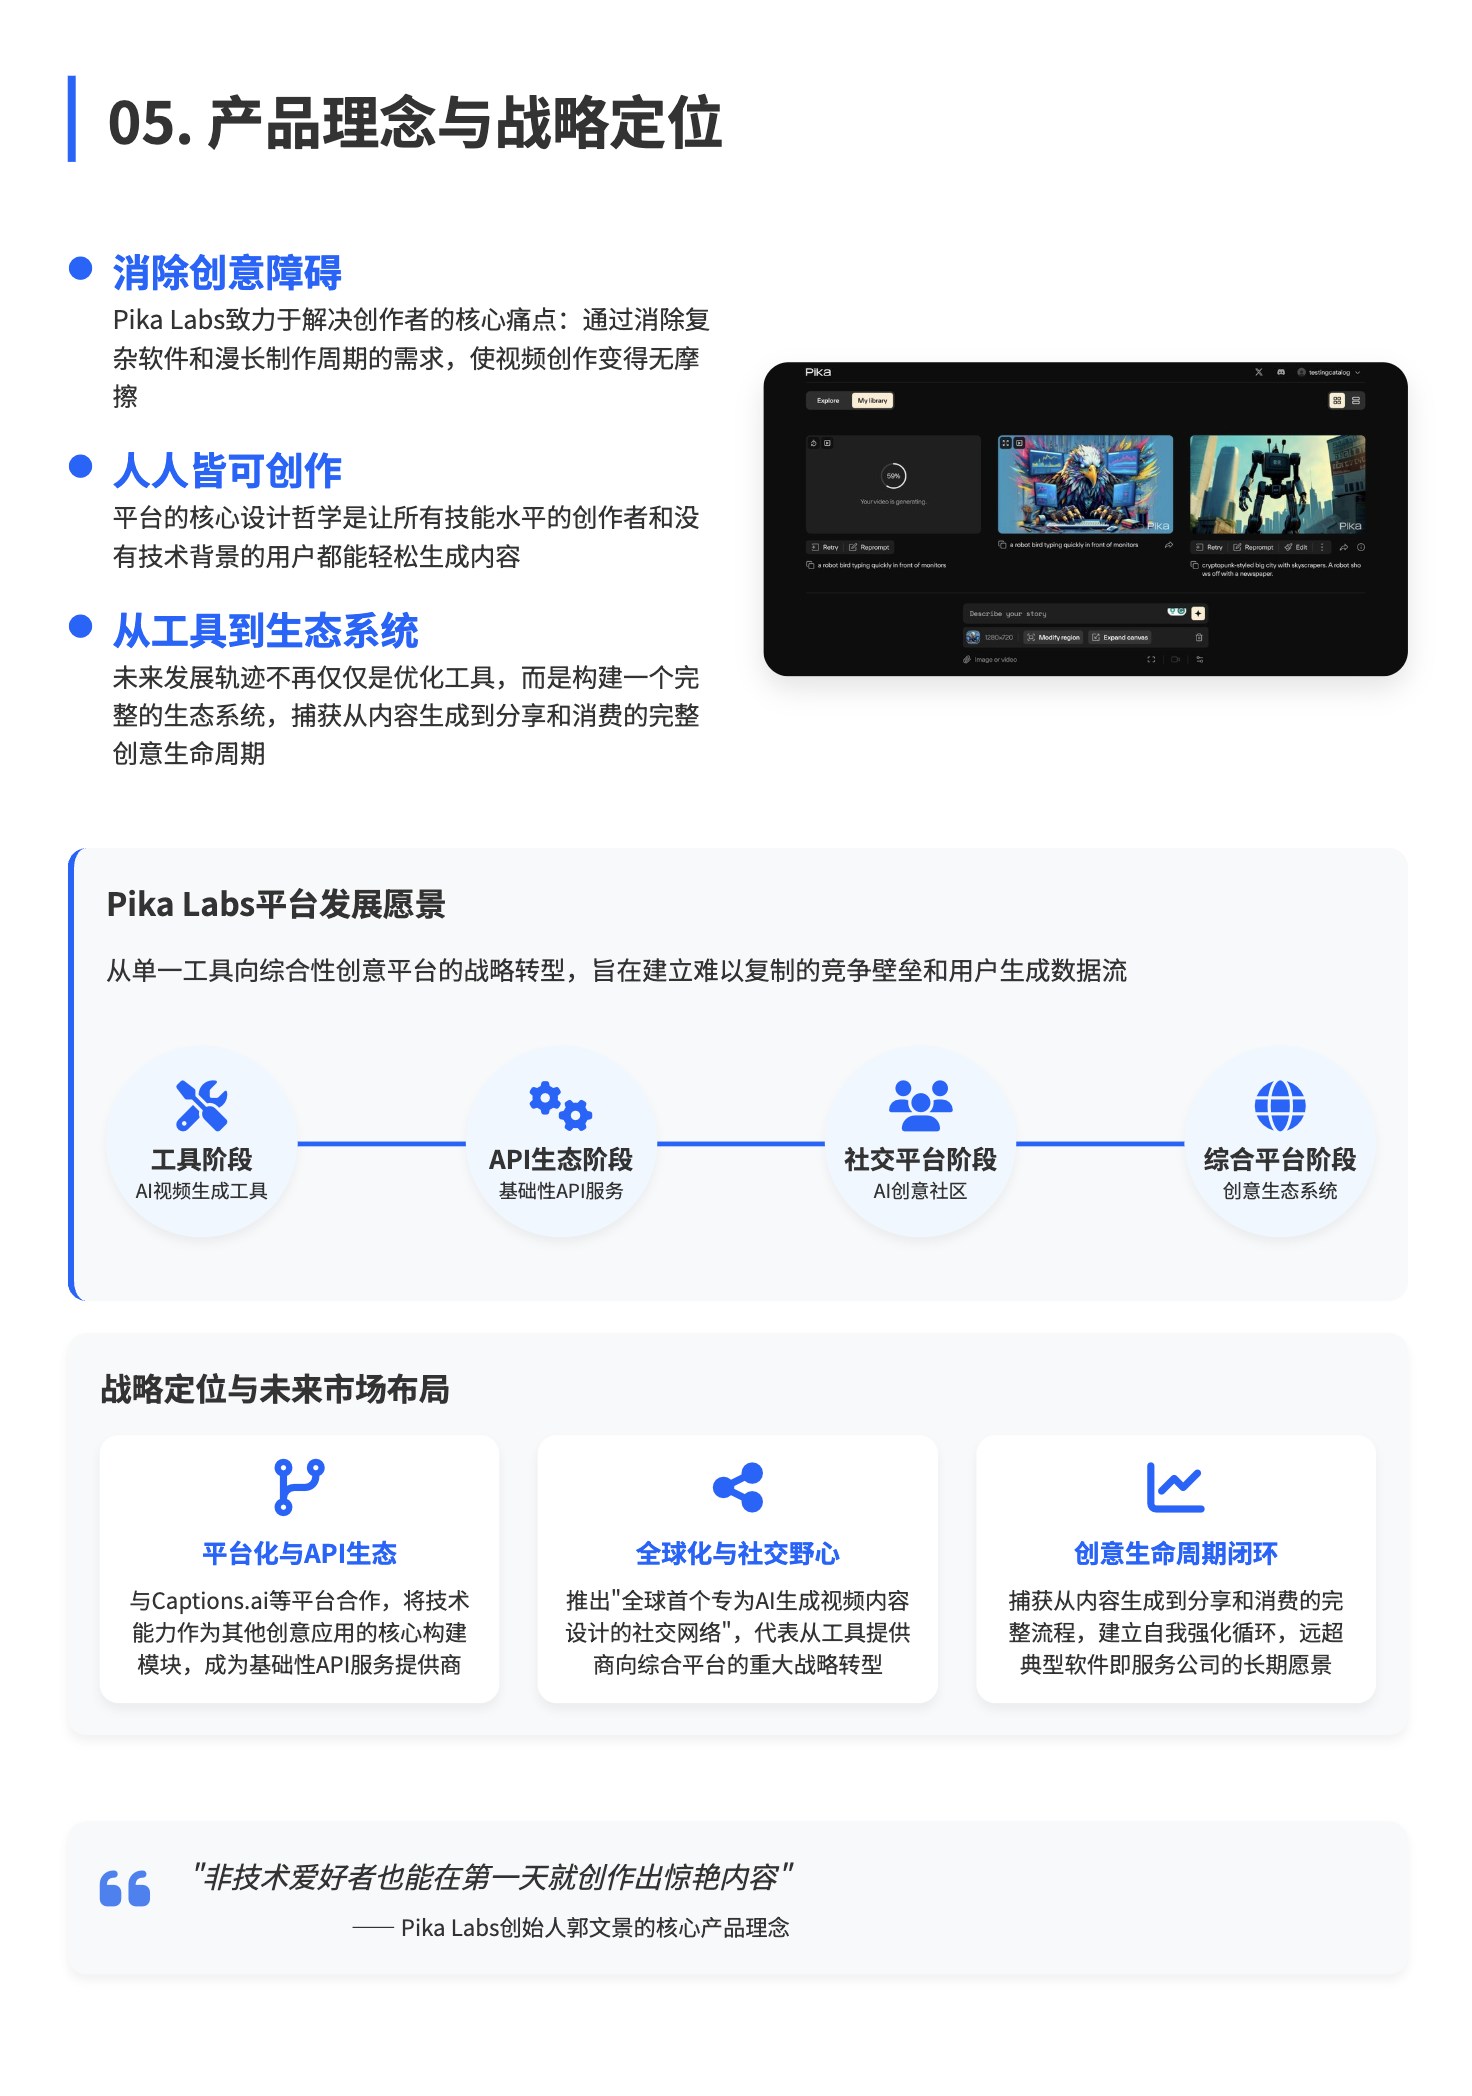 05. 产品理念与战略定位
消除创意障碍
Pika Labs致力于解决创作者的核心痛点：通过消除复
杂软件和漫长制作周期的需求，使视频创作变得无摩
擦
人人皆可创作
平台的核心设计哲学是让所有技能水平的创作者和没
有技术背景的用户都能轻松生成内容
从工具到生态系统
未来发展轨迹不再仅仅是优化工具，而是构建一个完
整的生态系统，捕获从内容生成到分享和消费的完整
创意生命周期
Pika
testingcatalog
Explore
My library
59%
Your video is generating.
Pika
Pika
Retry
Reprompt
a robot bird typing quickly in front of monitors
a robot bird typing quickly in front of monitors
Retry
Reprompt
Edit
cryptopunk-styled big city with skyscrapers. A robot sho
ws off with a newspaper.
Describe your story
1280×720
Modify region
Expand canvas
Image or video
Pika Labs平台发展愿景
从单一工具向综合性创意平台的战略转型，旨在建立难以复制的竞争壁垒和用户生成数据流
工具阶段
AI视频生成工具
API生态阶段
基础性API服务
社交平台阶段
AI创意社区
综合平台阶段
创意生态系统
战略定位与未来市场布局
平台化与API生态
与Captions.ai等平台合作，将技术
能力作为其他创意应用的核心构建
模块，成为基础性API服务提供商
全球化与社交野心
推出"全球首个专为AI生成视频内容
设计的社交网络"，代表从工具提供
商向综合平台的重大战略转型
创意生命周期闭环
捕获从内容生成到分享和消费的完
整流程，建立自我强化循环，远超
典型软件即服务公司的长期愿景
"非技术爱好者也能在第一天就创作出惊艳内容"
—— Pika Labs创始人郭文景的核心产品理念